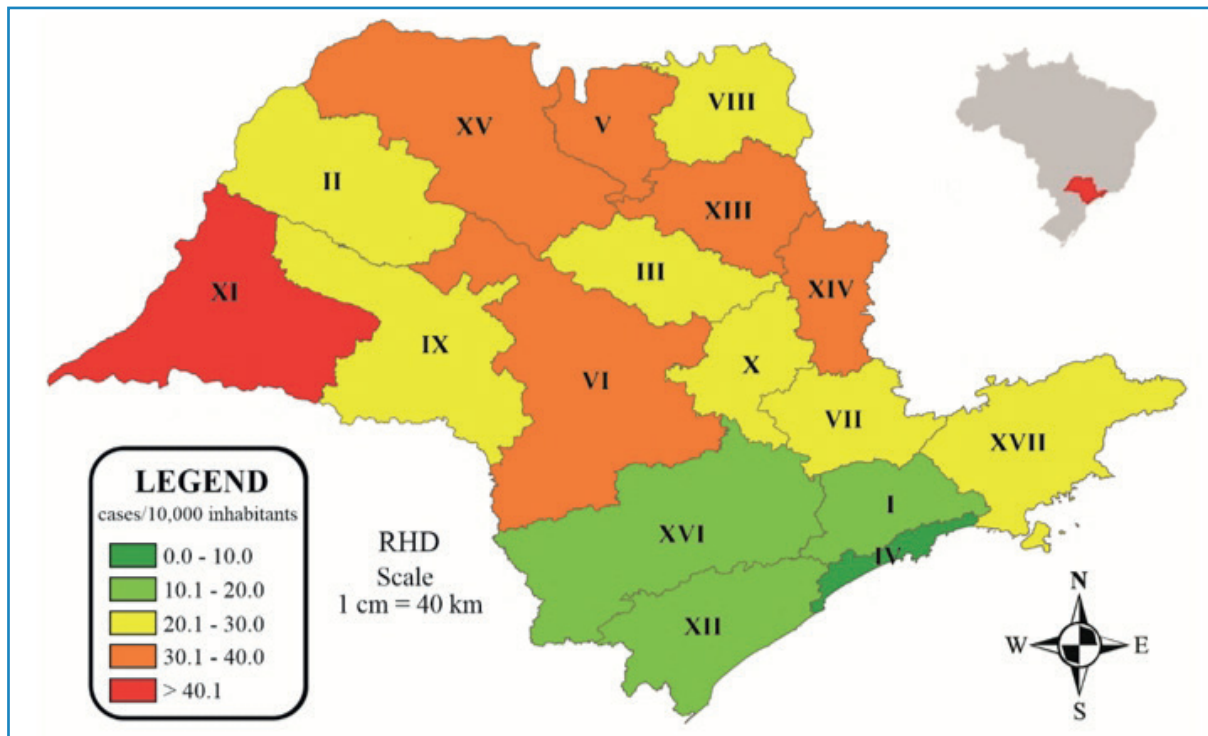 VIII
XV
V
II
XIII
III
XI
XIV
IX
X
VI
VII
XVII
I
XVI
IV
XII
LEGEND
cases/10,000 inhabitants
0.0 - 10.0
10.1 - 20.0
20.1 - 30.0
30.1 - 40.0
> 40.1
RHD
Scale
1 cm = 40 km
N
W E
S